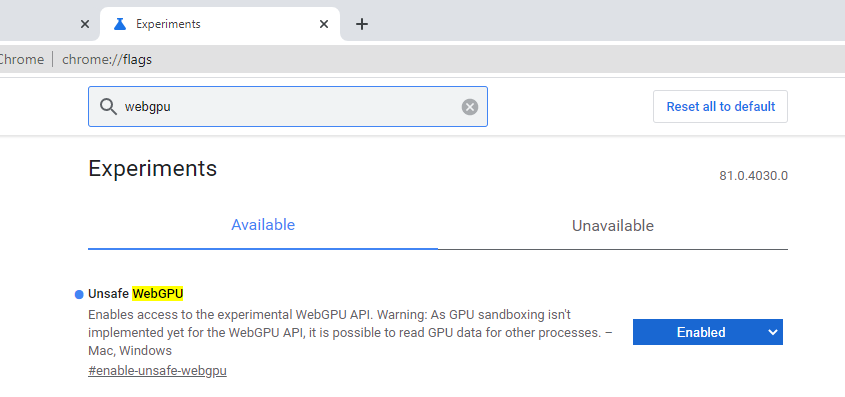 Experiments
Chrome | chrome://flags
webgpu
Reset all to default
Experiments
81.0.4030.0
Available
Unavailable
Unsafe WebGPU
Enables access to the experimental WebGPU API. Warning: As GPU sandboxing isn't
implemented yet for the WebGPU API, it is possible to read GPU data for other processes. –
Mac, Windows
#enable-unsafe-webgpu
Enabled